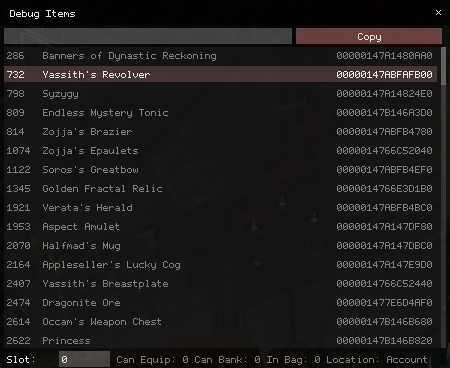 Debug Items ×
Copy
286 Banners of Dynastic Reckoning 00000147A1480AA0
732 Yassith's Revolver 00000147ABFAFB00
798 Syzygy 00000147A14824E0
809 Endless Mystery Tonic 00000147B146A3D0
814 Zojja's Brazier 00000147ABFB4780
1074 Zojja's Epaulets 0000014766C52040
1122 Soros's Greatbow 00000147ABFB4EF0
1345 Golden Fractal Relic 0000014766E3D1B0
1921 Verata's Herald 00000147ABFB4BC0
1953 Aspect Amulet 00000147A147DF80
2070 Halfmad's Mug 00000147A147DBC0
2164 Appleseller's Lucky Cog 00000147A147E9D0
2407 Yassith's Breastplate 0000014766C52440
2474 Dragonite Ore 000001477E6D4AF0
2614 Occam's Weapon Chest 00000147B146B680
2622 Princess 00000147B146B820
Slot: 0 Can Equip: 0 Can Bank: 0 In Bag: 0 Location: Account